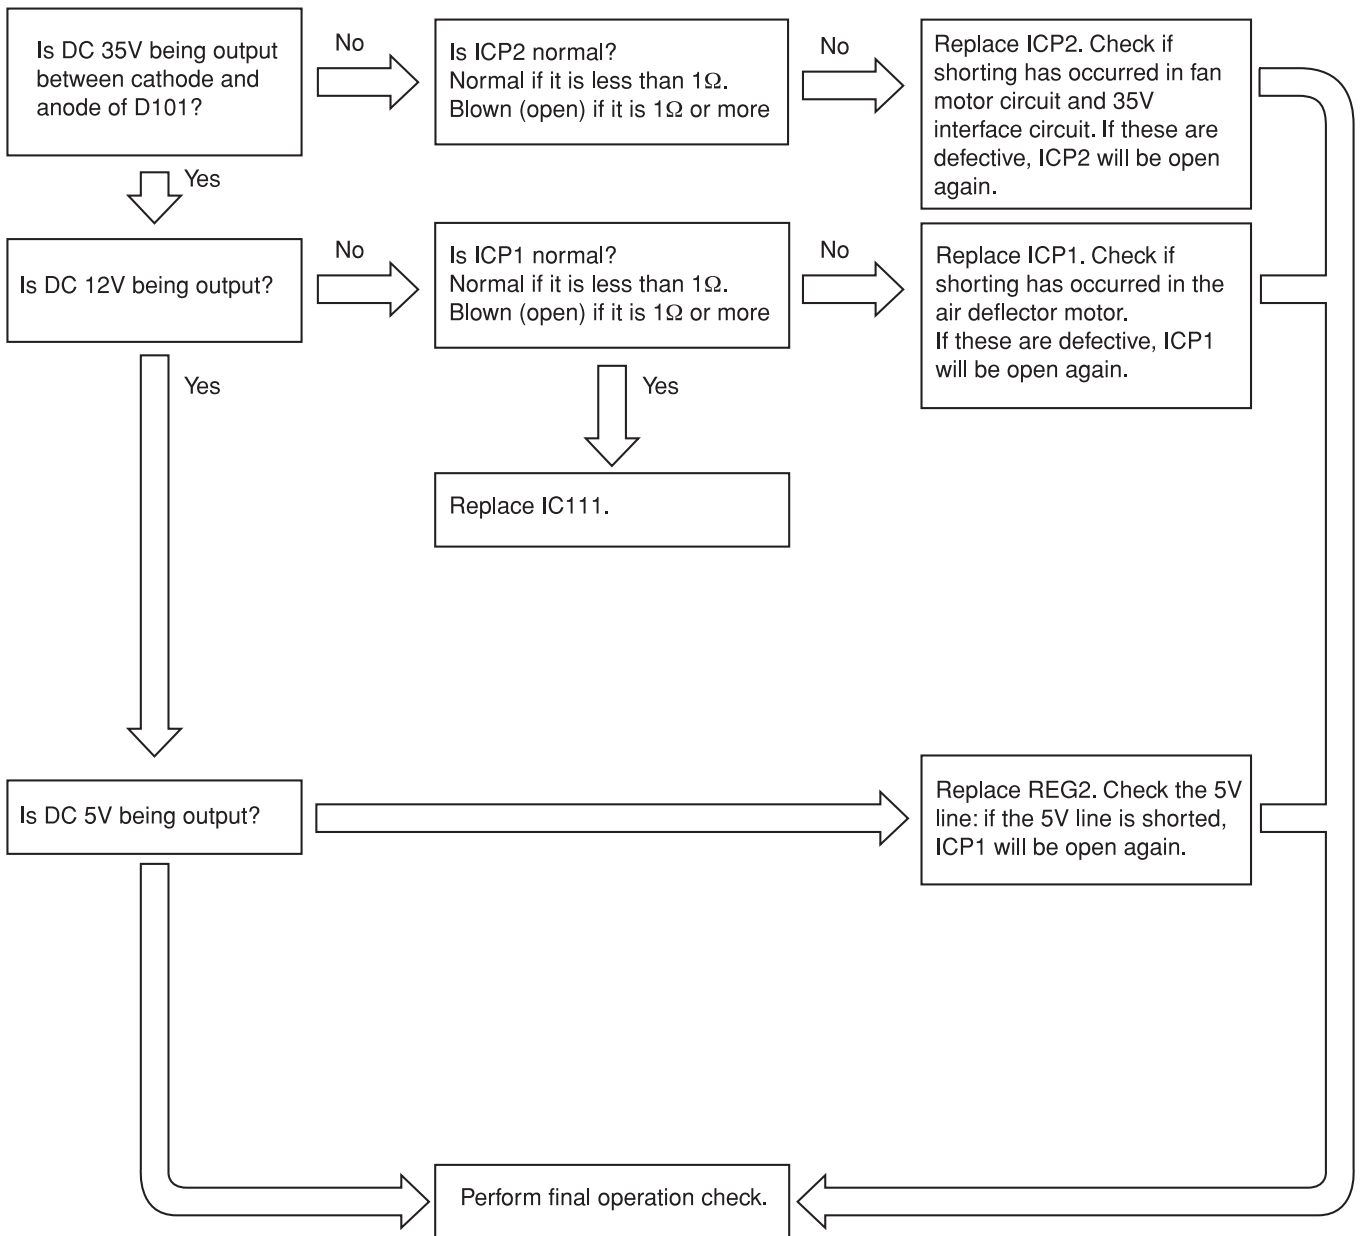 Is DC 35V being output
between cathode and
anode of D101?
No
Is ICP2 normal?
Normal if it is less than 1Ω.
Blown (open) if it is 1Ω or more
No
Replace ICP2. Check if
shorting has occurred in fan
motor circuit and 35V
interface circuit. If these are
defective, ICP2 will be open
again.
Yes
Is DC 12V being output?
No
Is ICP1 normal?
Normal if it is less than 1Ω.
Blown (open) if it is 1Ω or more
No
Replace ICP1. Check if
shorting has occurred in the
air deflector motor.
If these are defective, ICP1
will be open again.
Yes
Yes
Replace IC111.
Is DC 5V being output?
Replace REG2. Check the 5V
line: if the 5V line is shorted,
ICP1 will be open again.
Perform final operation check.